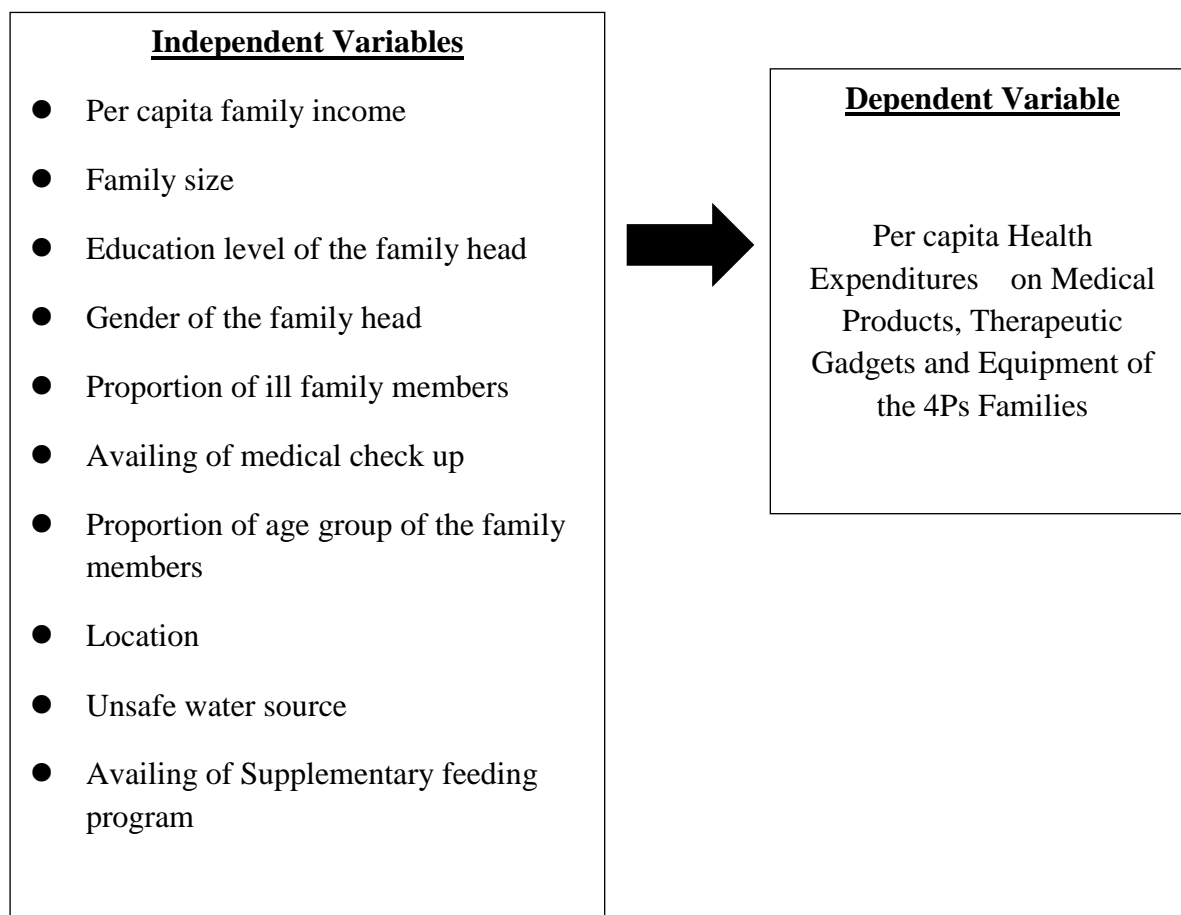 Independent Variables
● Per capita family income
● Family size
● Education level of the family head
● Gender of the family head
● Proportion of ill family members
● Availing of medical check up
● Proportion of age group of the family
members
● Location
● Unsafe water source
● Availing of Supplementary feeding
program
Dependent Variable
Per capita Health
Expenditures on Medical
Products, Therapeutic
Gadgets and Equipment of
the 4Ps Families